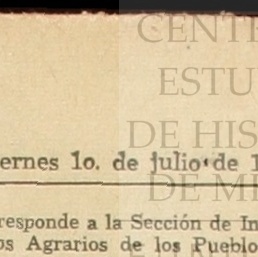 CENT
ESTU
DE HIS
DE M
ernes 1o. de julio de 1
responde a la Sección de In
os Agrarios de los Pueblo